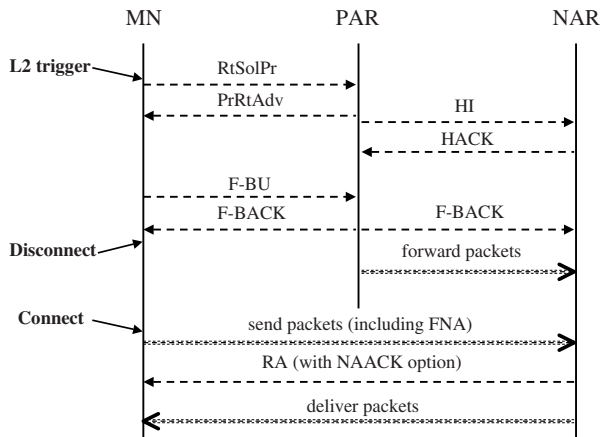 MN PAR NAR
L2 trigger
RtSolPr
PrRtAdv
HI
HACK
F-BU
F-BACK F-BACK
Disconnect
forward packets
Connect
send packets (including FNA)
RA (with NAACK option)
deliver packets